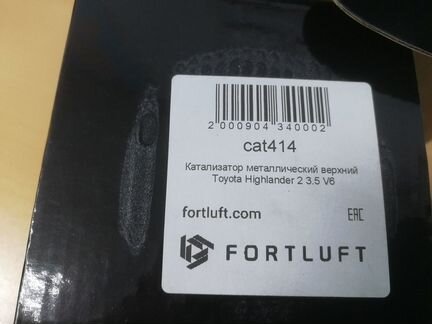 2 000904 340002
cat414
Катализатор металлический верхний
Toyota Highlander 2 3.5 V6
fortluft.com
EAC
FORTLUFT